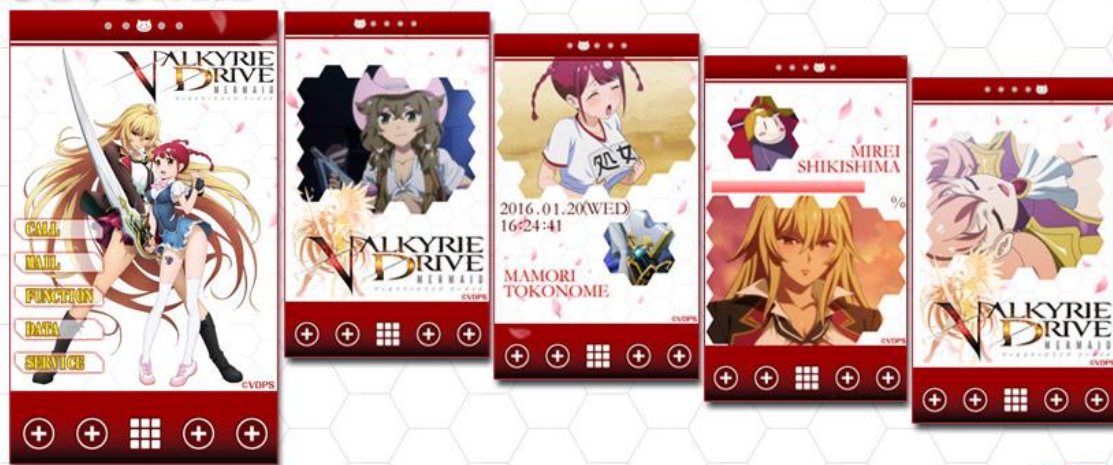 VALKYRIE
DRIVE
MERMAID
CALL
MAIL
FUNCTION
DATA
SERVICE
©VDPS
VALKYRIE
DRIVE
MERMAID
©VDPS
処女
2016.01.20(WED)
16:24:41
MAMORI
TOKONOME
©VDPS
MIREI
SHIKISHIMA
%
©VDPS
VALKYRIE
DRIVE
MERMAID
©VDPS